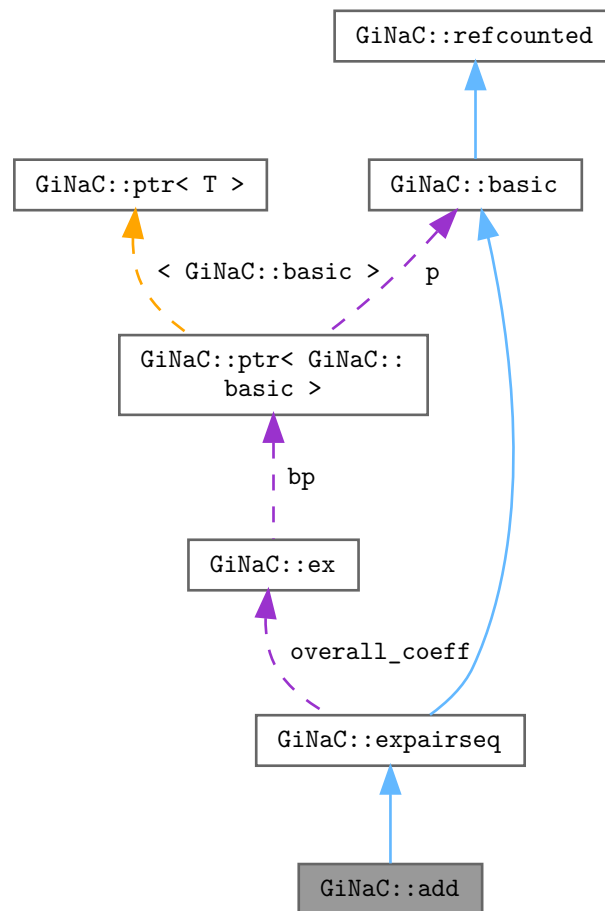 GiNaC::refcounted
GiNaC::ptr< T >
GiNaC::basic
< GiNaC::basic >
p
GiNaC::ptr< GiNaC::
basic >
bp
GiNaC::ex
overall_coeff
GiNaC::expairseq
GiNaC::add